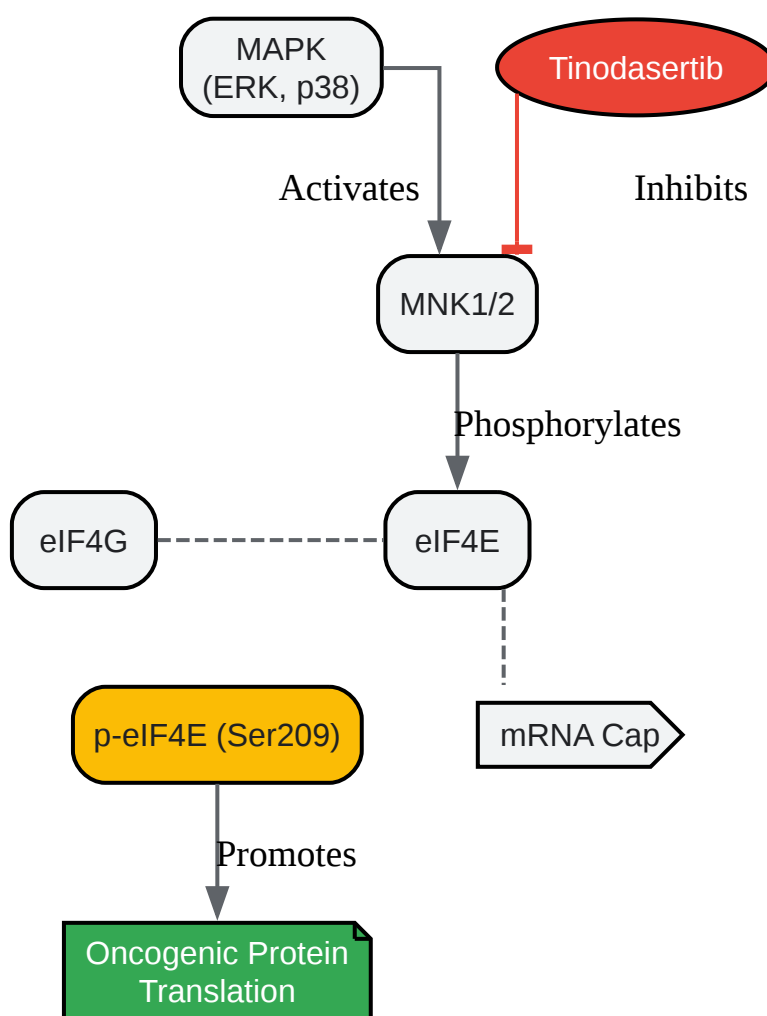 MAPK
(ERK, p38)
Tinodasertib
Activates
Inhibits
MNK1/2
Phosphorylates
eIF4G
eIF4E
p-eIF4E (Ser209)
mRNA Cap
Promotes
Oncogenic Protein
Translation